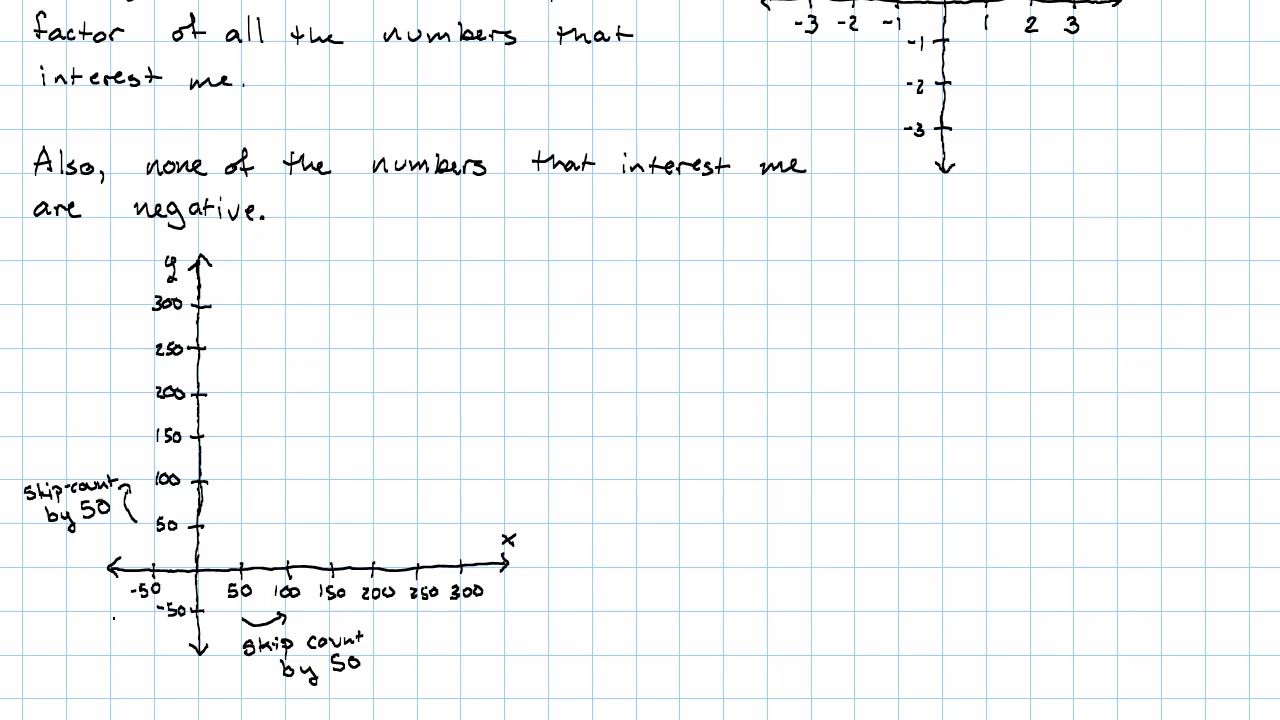 factor of all the numbers that
interest me.
-3 -2 -1 1 2 3
-1
-2
-3
Also, none of the numbers that interest me
are negative.
y
300
250
200
150
100
skip-count
by 50
50
x
-50 50 100 150 200 250 300
-50
skip count
by 50